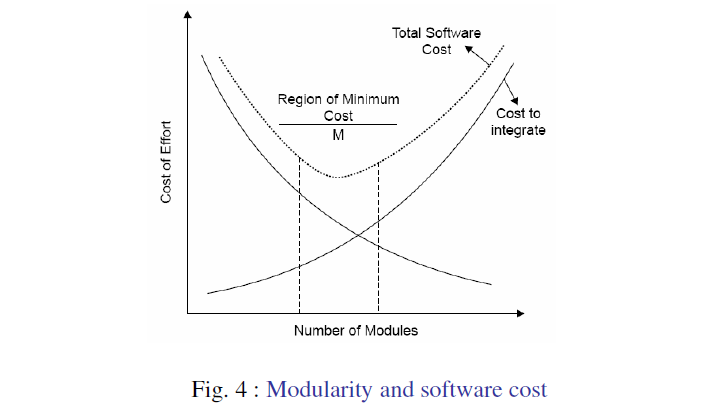 Total Software
Cost
Region of Minimum
Cost
M
Cost to
integrate
Cost of Effort
Number of Modules
Fig. 4 : Modularity and software cost